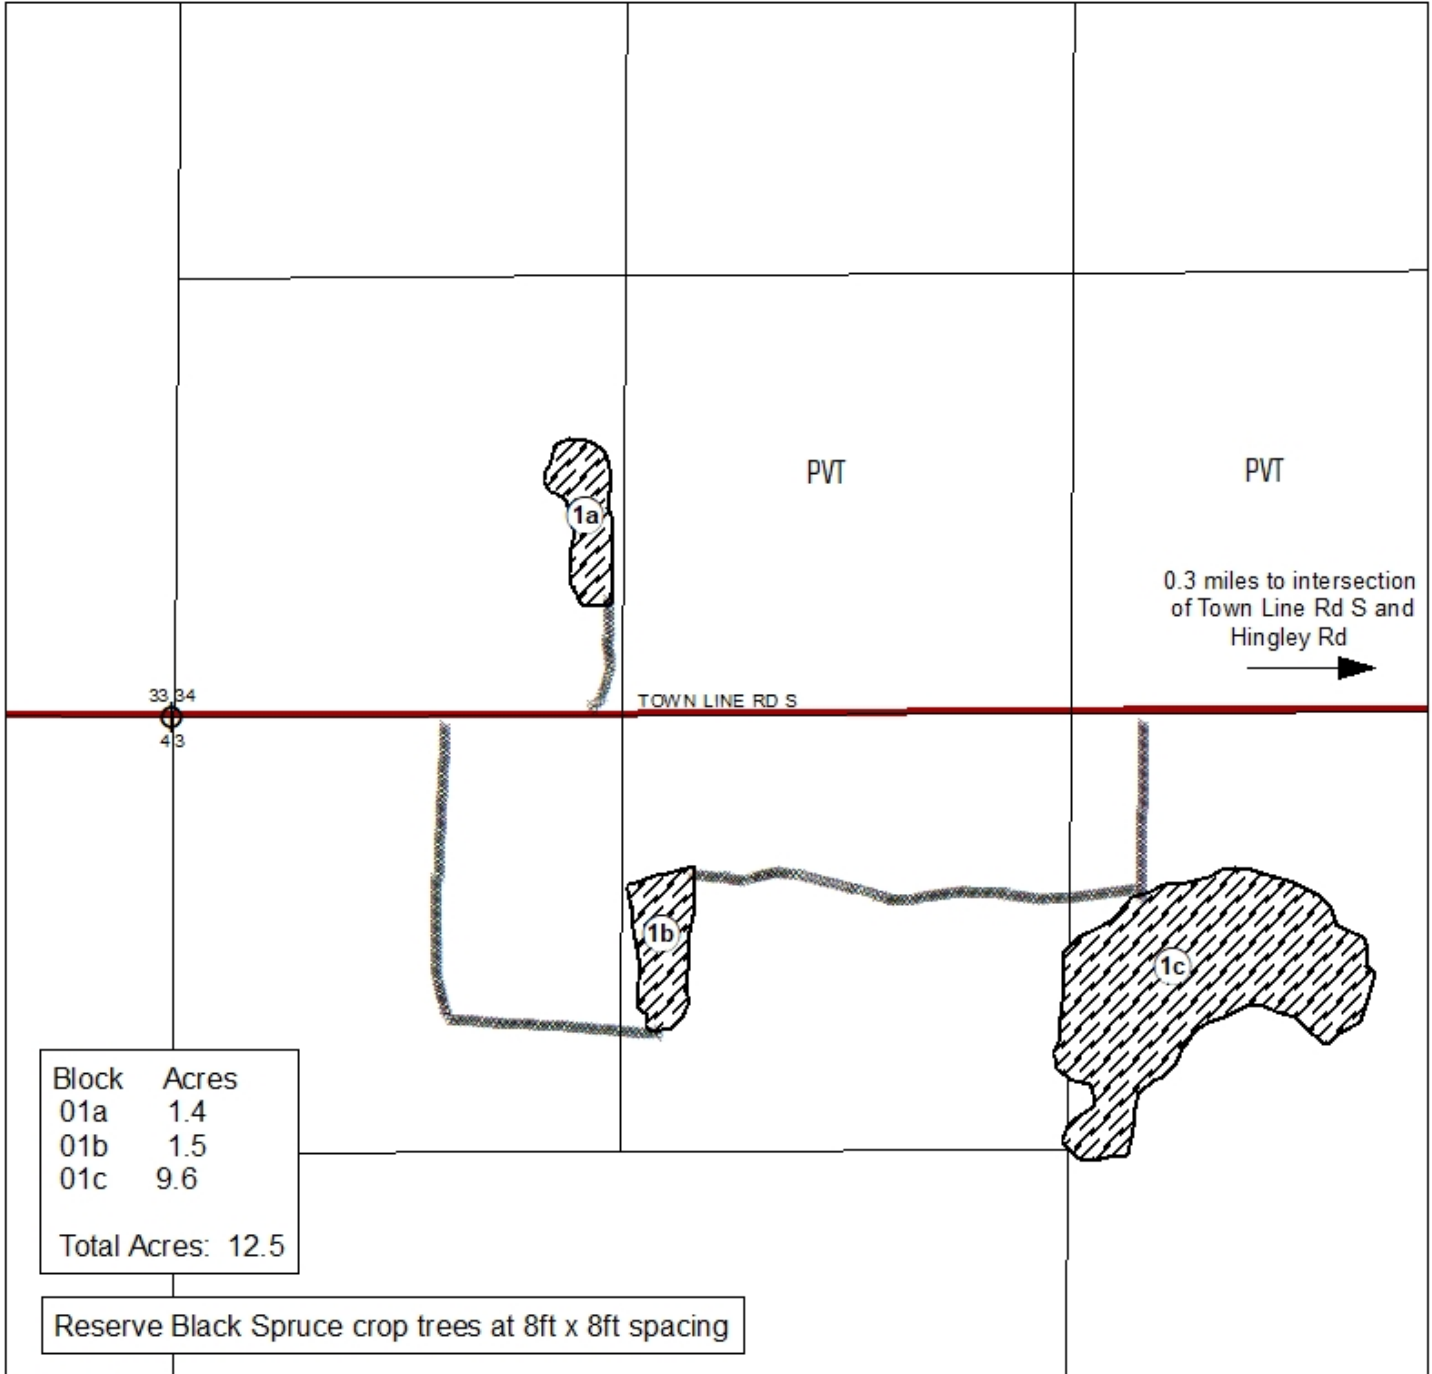 PVT
PVT
1a
0.3 miles to intersection
of Town Line Rd S and
Hingley Rd
33 34
TOWN LINE RD S
4 3
1b
1c
Block Acres
01a 1.4
01b 1.5
01c 9.6
Total Acres: 12.5
Reserve Black Spruce crop trees at 8ft x 8ft spacing